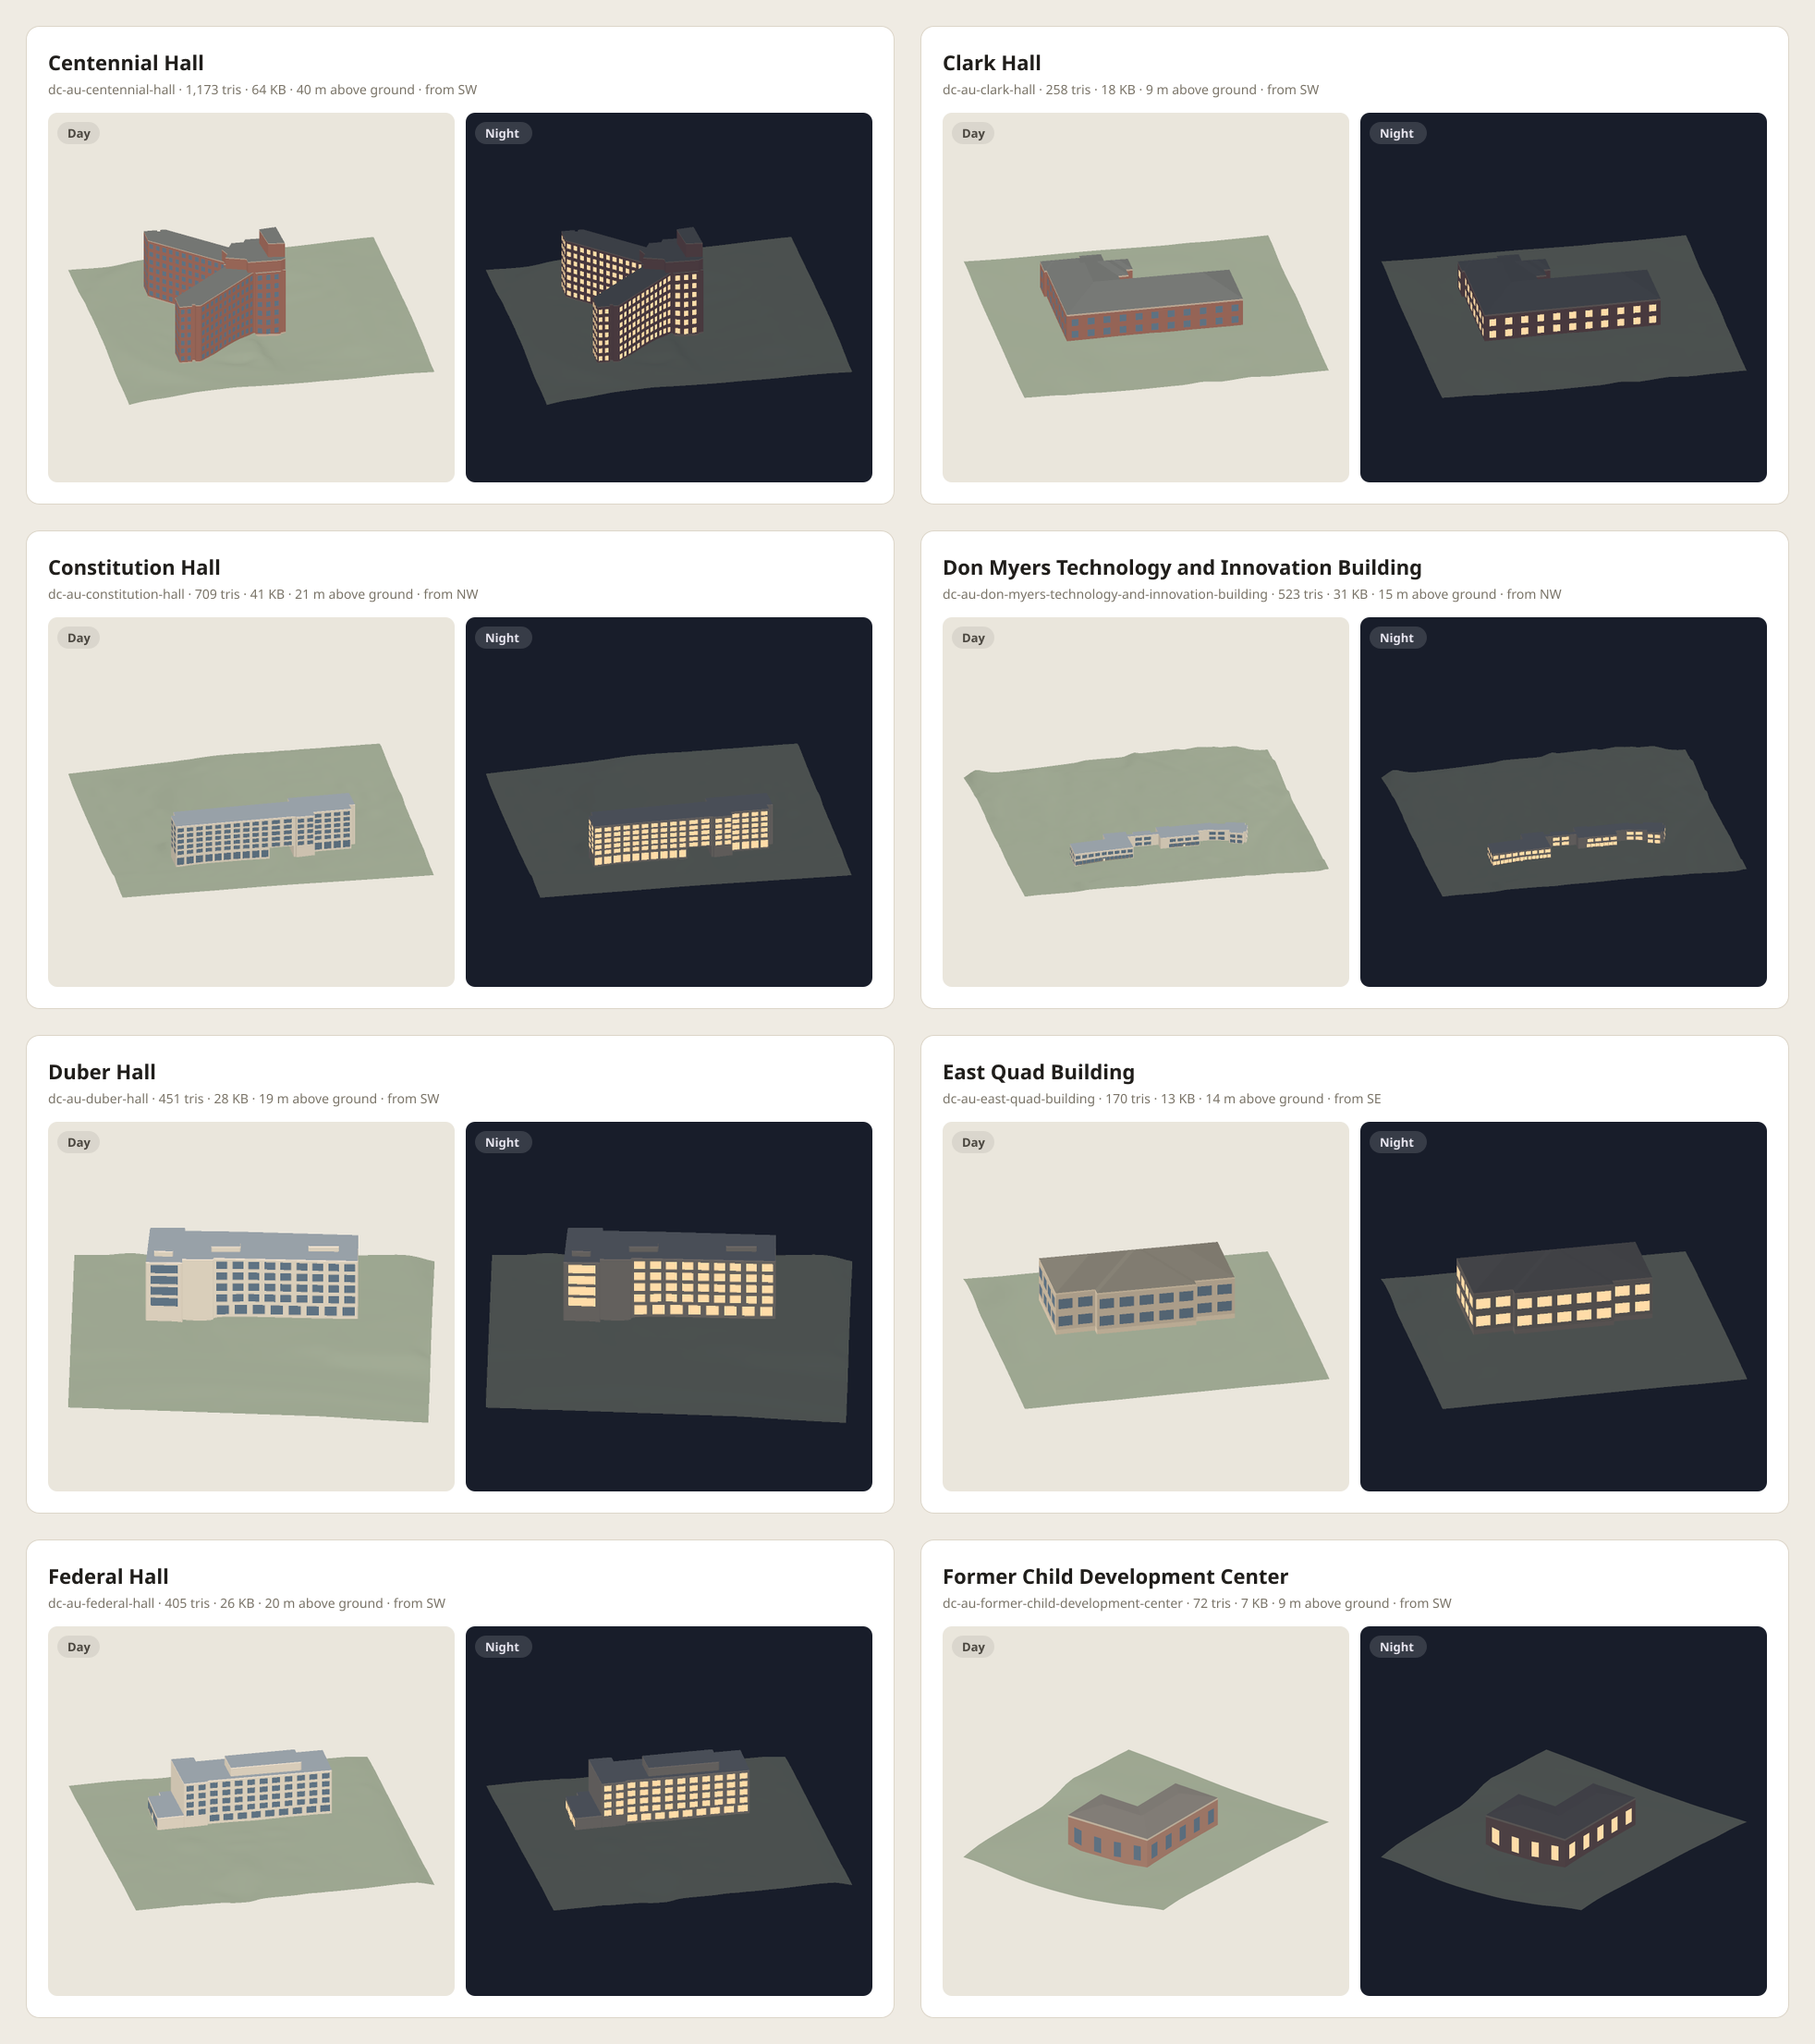 Centennial Hall
dc-au-centennial-hall · 1,173 tris · 64 KB · 40 m above ground · from SW
Day
Night
Clark Hall
dc-au-clark-hall · 258 tris · 18 KB · 9 m above ground · from SW
Day
Night
Constitution Hall
dc-au-constitution-hall · 709 tris · 41 KB · 21 m above ground · from NW
Day
Night
Don Myers Technology and Innovation Building
dc-au-don-myers-technology-and-innovation-building · 523 tris · 31 KB · 15 m above ground · from NW
Day
Night
Duber Hall
dc-au-duber-hall · 451 tris · 28 KB · 19 m above ground · from SW
Day
Night
East Quad Building
dc-au-east-quad-building · 170 tris · 13 KB · 14 m above ground · from SE
Day
Night
Federal Hall
dc-au-federal-hall · 405 tris · 26 KB · 20 m above ground · from SW
Day
Night
Former Child Development Center
dc-au-former-child-development-center · 72 tris · 7 KB · 9 m above ground · from SW
Day
Night